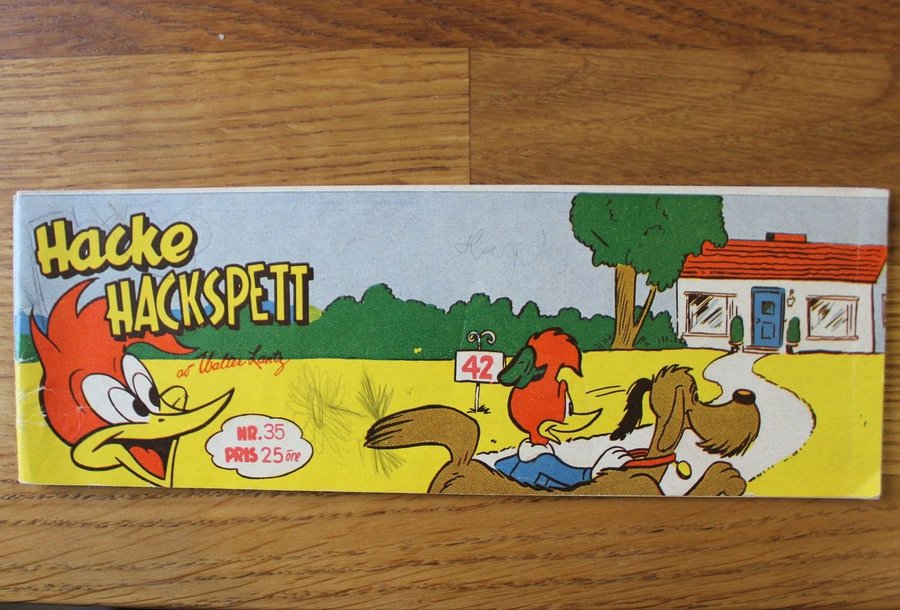 Hacke
HACKSPETT
av Walter Lantz
NR. 35
PRIS 25 öre
42